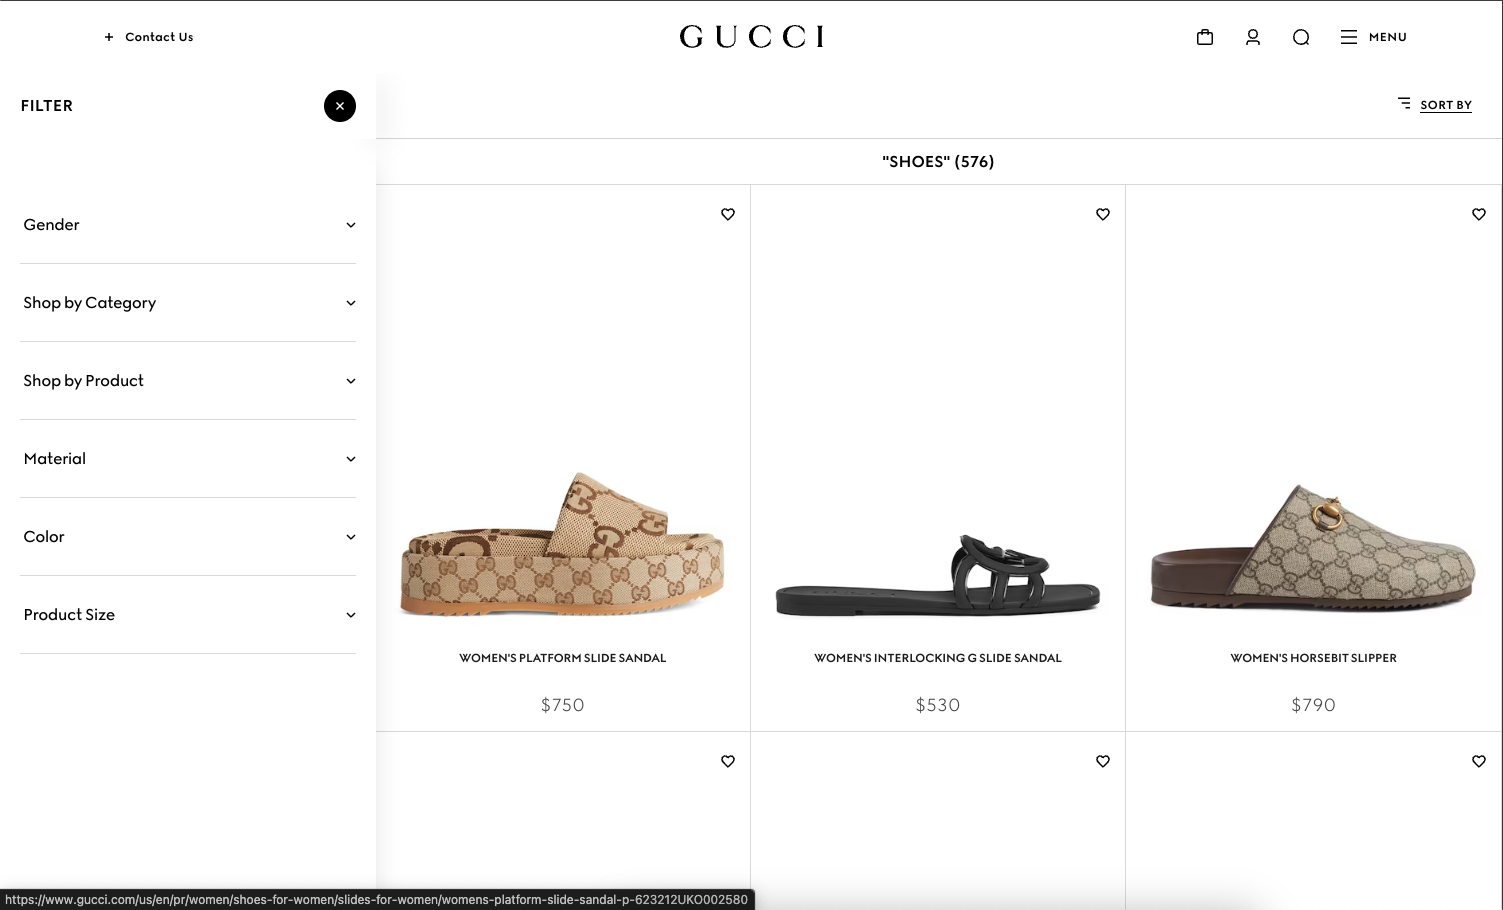 + Contact Us
GUCCI
MENU
FILTER
SORT BY
"SHOES" (576)
Gender
Shop by Category
Shop by Product
Material
Color
Product Size
WOMEN'S PLATFORM SLIDE SANDAL
$750
WOMEN'S INTERLOCKING G SLIDE SANDAL
$530
WOMEN'S HORSEBIT SLIPPER
$790
https://www.gucci.com/us/en/pr/women/shoes-for-women/slides-for-women/womens-platform-slide-sandal-p-623212UKO002580